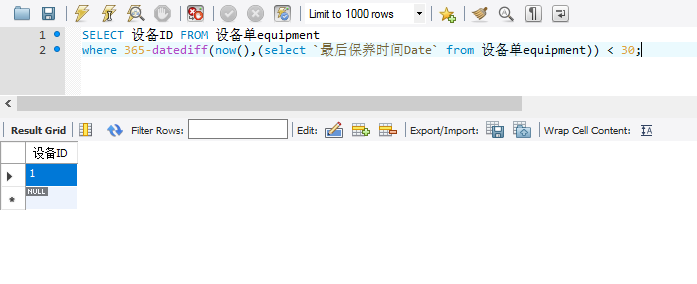 Limit to 1000 rows
1 SELECT 设备ID FROM 设备单equipment
2 where 365-datediff(now(),(select `最后保养时间Date` from 设备单equipment)) < 30;
Result Grid Filter Rows: Edit: Export/Import: Wrap Cell Content:
设备ID
1
NULL